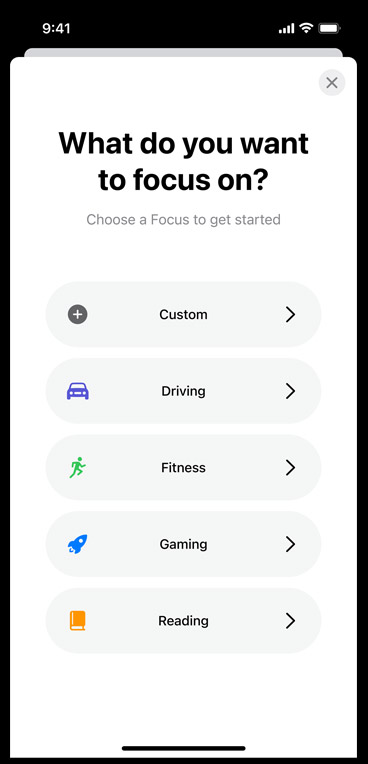 9:41
What do you want
to focus on?
Choose a Focus to get started
Custom
Driving
Fitness
Gaming
Reading